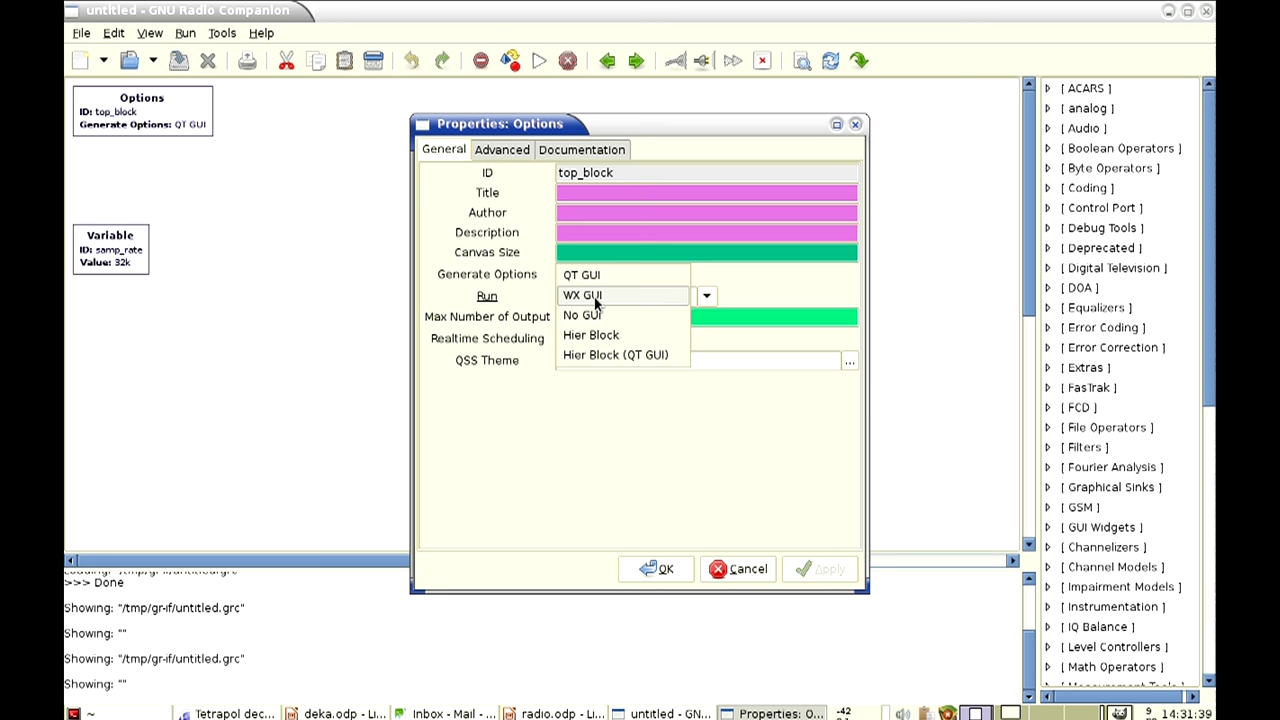 untitled - GNU Radio Companion
File Edit View Run Tools Help
Options
ID: top_block
Generate Options: QT GUI
Variable
ID: samp_rate
Value: 32k
Properties: Options
General Advanced Documentation
ID top_block
Title
Author
Description
Canvas Size
Generate Options
Run
Max Number of Output
Realtime Scheduling
QSS Theme
QT GUI
WX GUI
No GUI
Hier Block
Hier Block (QT GUI)
...
OK Cancel Apply
[ ACARS ]
[ analog ]
[ Audio ]
[ Boolean Operators ]
[ Byte Operators ]
[ Coding ]
[ Control Port ]
[ Debug Tools ]
[ Deprecated ]
[ Digital Television ]
[ DOA ]
[ Equalizers ]
[ Error Coding ]
[ Error Correction ]
[ Extras ]
[ FasTrak ]
[ FCD ]
[ File Operators ]
[ Filters ]
[ Fourier Analysis ]
[ Graphical Sinks ]
[ GSM ]
[ GUI Widgets ]
[ Channelizers ]
[ Channel Models ]
[ Impairment Models ]
[ Instrumentation ]
[ IQ Balance ]
[ Level Controllers ]
[ Math Operators ]
[ Measurement Tools ]
>>> Done
Showing: "/tmp/gr-if/untitled.grc"
Showing: ""
Showing: "/tmp/gr-if/untitled.grc"
Showing: ""
~ Tetrapol dec... deka.odp - Li... Inbox - Mail - ... radio.odp - Li... untitled - GN... Properties: O... -42 14:31:39